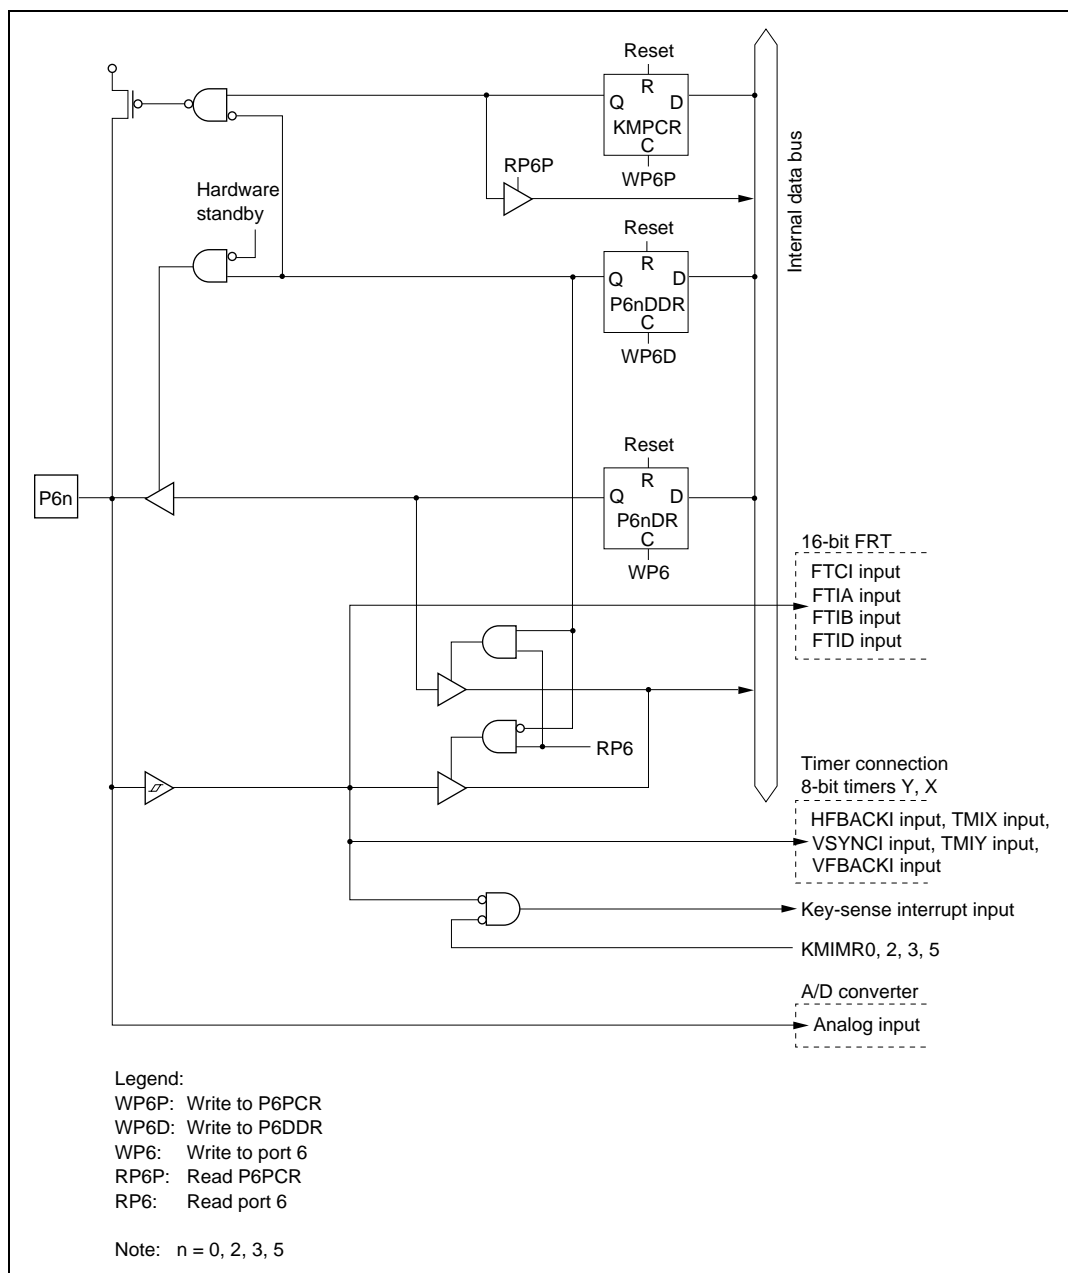 Reset
R
Q
D
KMPCR
C
RP6P
WP6P
Hardware
standby
Internal data bus
Reset
R
Q
D
P6nDDR
C
WP6D
Reset
P6n
R
Q
D
P6nDR
C
WP6
16-bit FRT
FTCI input
FTIA input
FTIB input
FTID input
RP6
Timer connection
8-bit timers Y, X
HFBACKI input, TMIX input,
VSYNCI input, TMIY input,
VFBACKI input
Key-sense interrupt input
KMIMR0, 2, 3, 5
A/D converter
Analog input
Legend:
WP6P: Write to P6PCR
WP6D: Write to P6DDR
WP6: Write to port 6
RP6P: Read P6PCR
RP6: Read port 6
Note: n = 0, 2, 3, 5